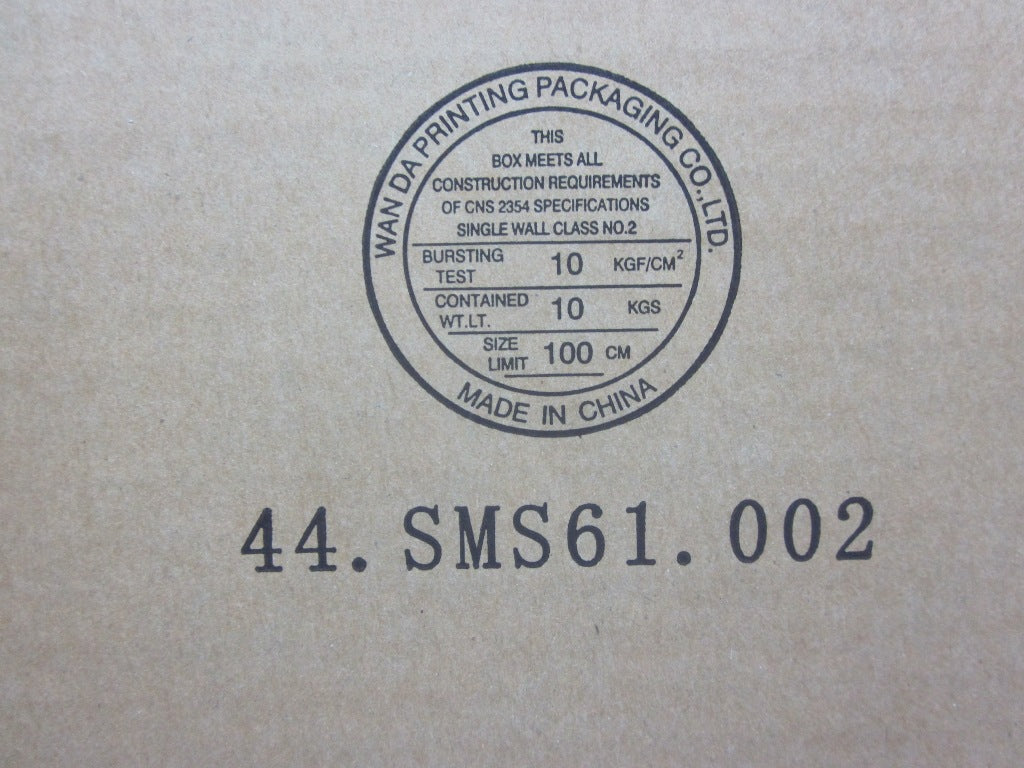 WAN DA PRINTING PACKAGING CO.,LTD.
THIS
BOX MEETS ALL
CONSTRUCTION REQUIREMENTS
OF CNS 2354 SPECIFICATIONS
SINGLE WALL CLASS NO.2
BURSTING TEST 10 KGF/CM²
CONTAINED WT.LT. 10 KGS
SIZE LIMIT 100 CM
MADE IN CHINA
44.SMS61.002